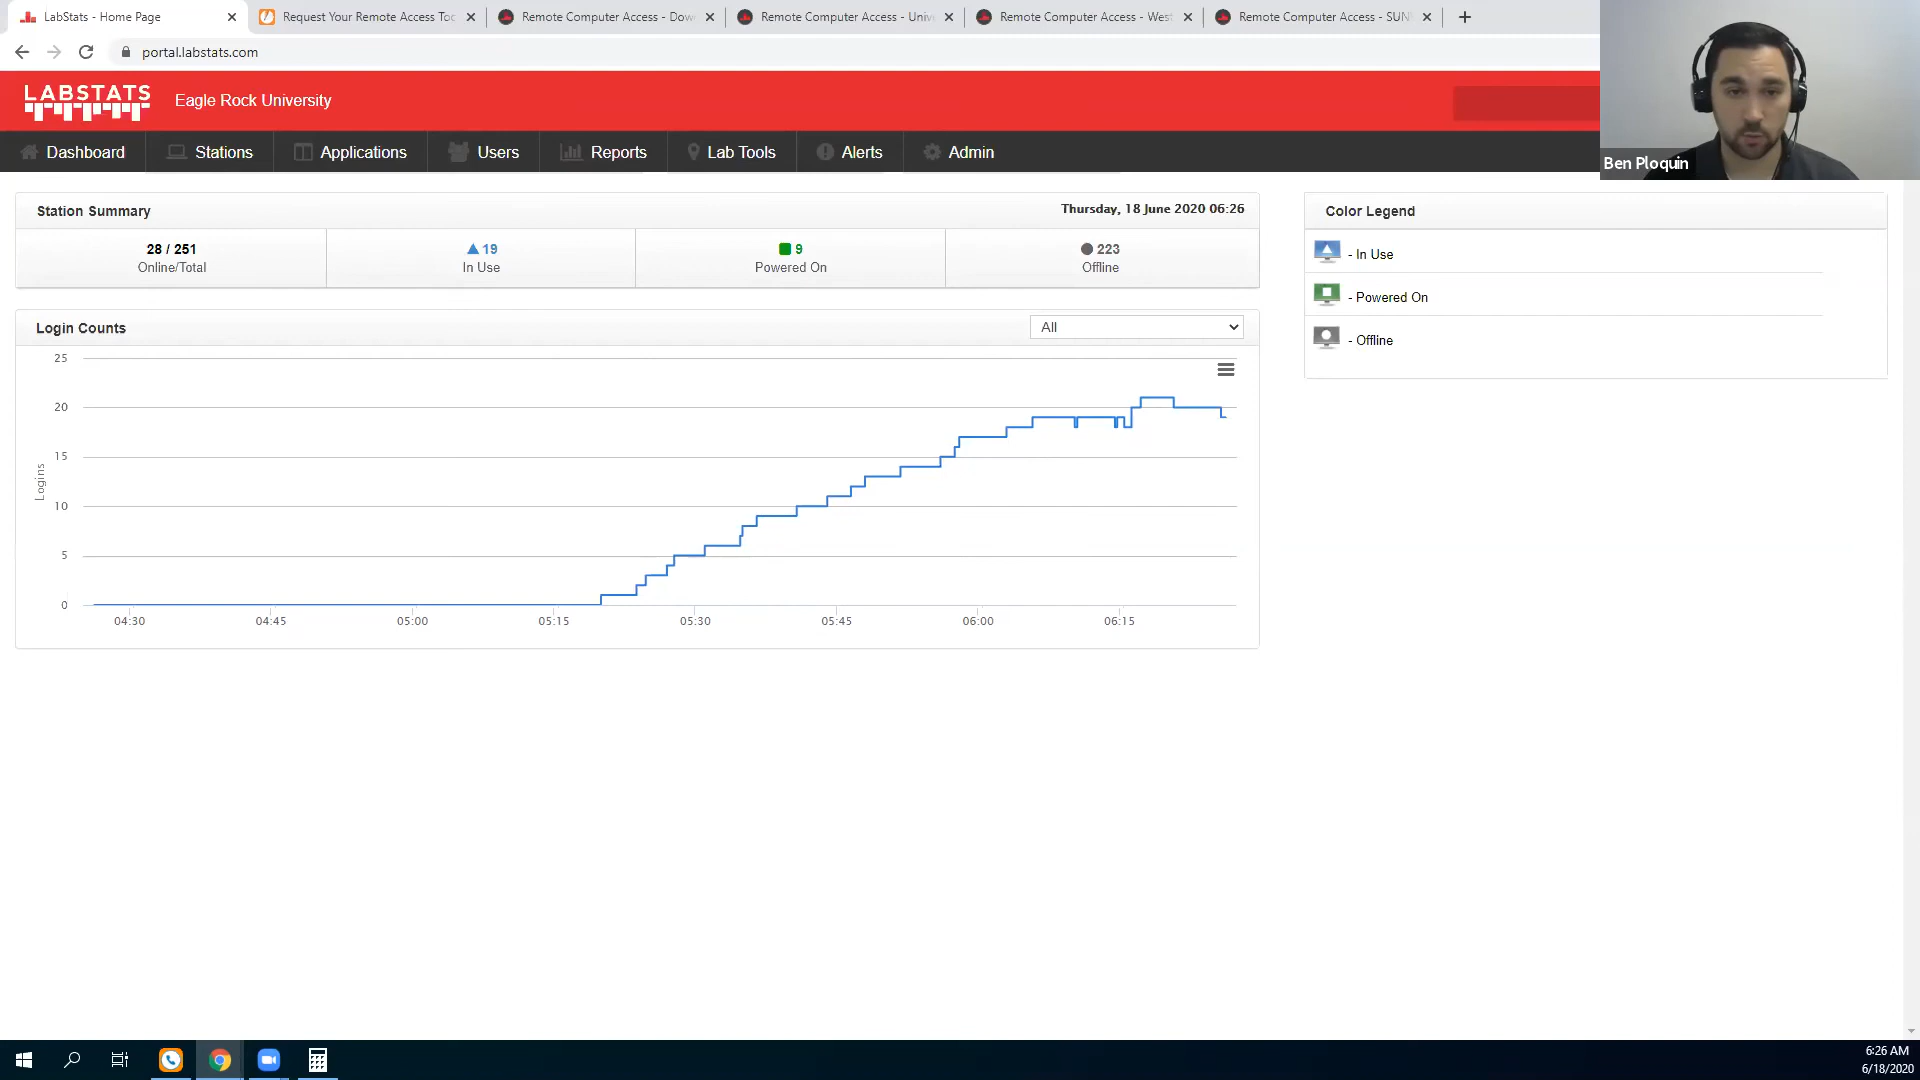 LabStats - Home Page
Request Your Remote Access Toc
Remote Computer Access - Dow
Remote Computer Access - Univ
Remote Computer Access - West
Remote Computer Access - SUN
portal.labstats.com
LABSTATS
Eagle Rock University
Ben Ploquin
Dashboard
Stations
Applications
Users
Reports
Lab Tools
Alerts
Admin
Station Summary
Thursday, 18 June 2020 06:26
28 / 251
Online/Total
19
In Use
9
Powered On
223
Offline
Color Legend
- In Use
- Powered On
- Offline
Login Counts
All
Logins
25
20
15
10
5
0
04:30
04:45
05:00
05:15
05:30
05:45
06:00
06:15
6:26 AM
6/18/2020